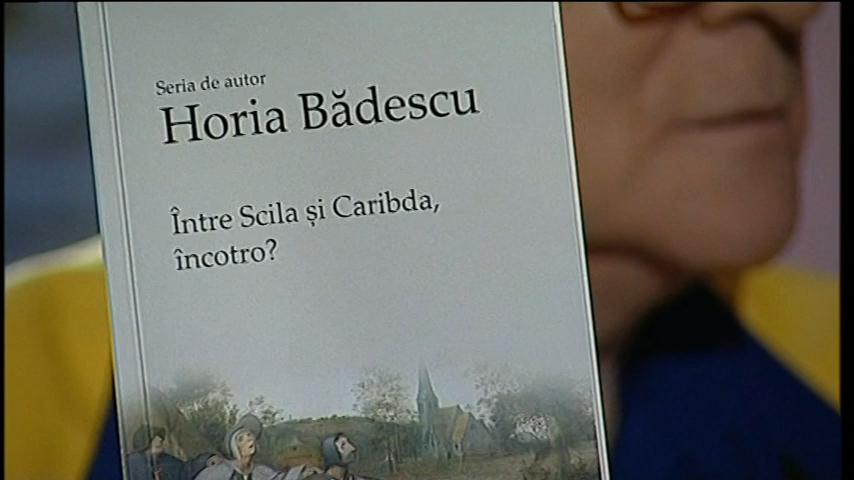 Seria de autor
Horia Bădescu
Între Scila și Caribda,
încotro?